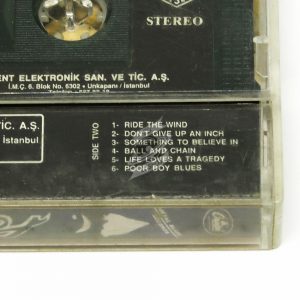 STEREO
ENT ELEKTRONİK SAN. VE TİC. A.Ş.
İ.M.Ç. 6. Blok No. 6302 • Unkapanı / İstanbul
TİC. A.Ş.
İstanbul
SIDE TWO
1- RIDE THE WIND
2- DON'T GIVE UP AN INCH
3- SOMETHING TO BELIEVE IN
4- BALL AND CHAIN
5- LIFE LOVES A TRAGEDY
6- POOR BOY BLUES